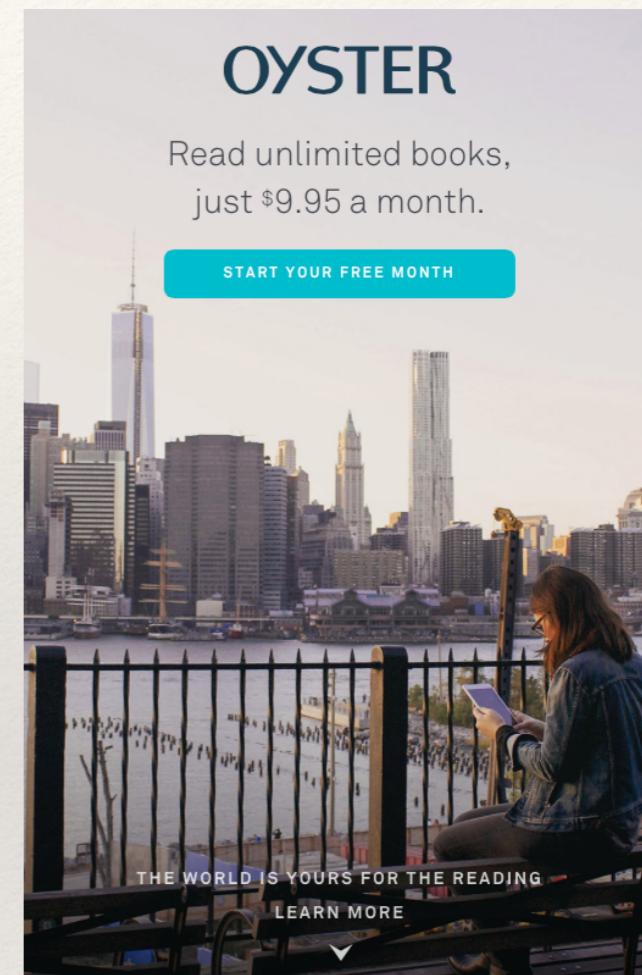 OYSTER
Read unlimited books,
just $9.95 a month.
START YOUR FREE MONTH
THE WORLD IS YOURS FOR THE READING
LEARN MORE